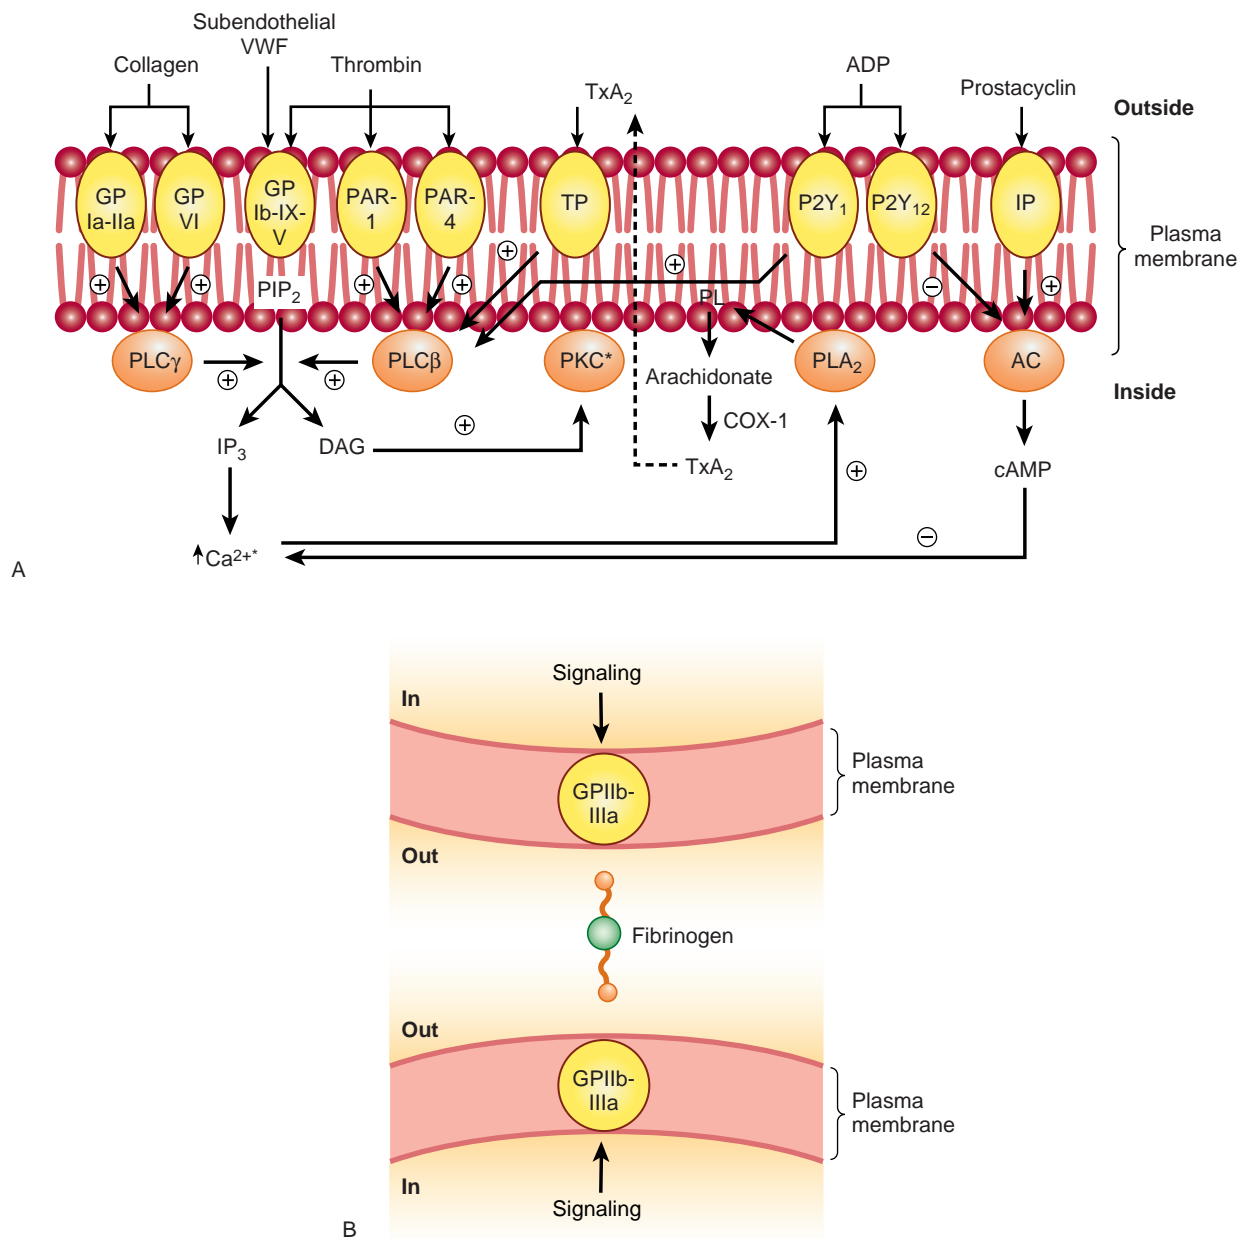 Subendothelial
VWF
Collagen
Thrombin
TxA₂
ADP
Prostacyclin
Outside
GP
Ia-IIa
GP
VI
GP
Ib-IX-
V
PAR-
1
PAR-
4
TP
P2Y₁
P2Y₁₂
IP
Plasma
membrane
+
+
PIP₂
+
+
+
+
−
+
PL
PLCγ
+
+
PLCβ
PKC*
Arachidonate
PLA₂
AC
Inside
COX-1
IP₃
DAG
+
TxA₂
+
cAMP
↑Ca²⁺*
−
A
Signaling
In
GPIIb-
IIIa
Plasma
membrane
Out
Fibrinogen
Out
GPIIb-
IIIa
Plasma
membrane
In
Signaling
B